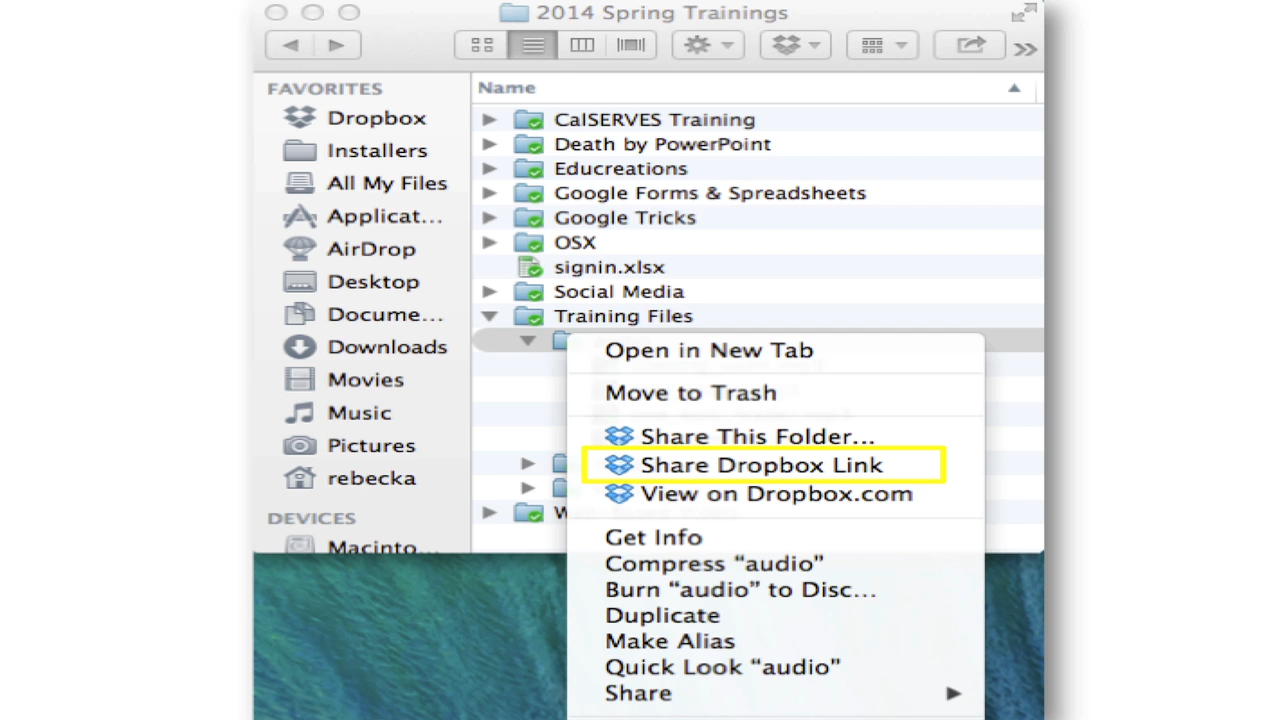 2014 Spring Trainings
FAVORITES
Dropbox
Installers
All My Files
Applicat...
AirDrop
Desktop
Docume...
Downloads
Movies
Music
Pictures
rebecka
DEVICES
Macinto...
Name
CalSERVES Training
Death by PowerPoint
Educreations
Google Forms & Spreadsheets
Google Tricks
OSX
signin.xlsx
Social Media
Training Files
Open in New Tab
Move to Trash
Share This Folder...
Share Dropbox Link
View on Dropbox.com
Get Info
Compress “audio”
Burn “audio” to Disc...
Duplicate
Make Alias
Quick Look “audio”
Share